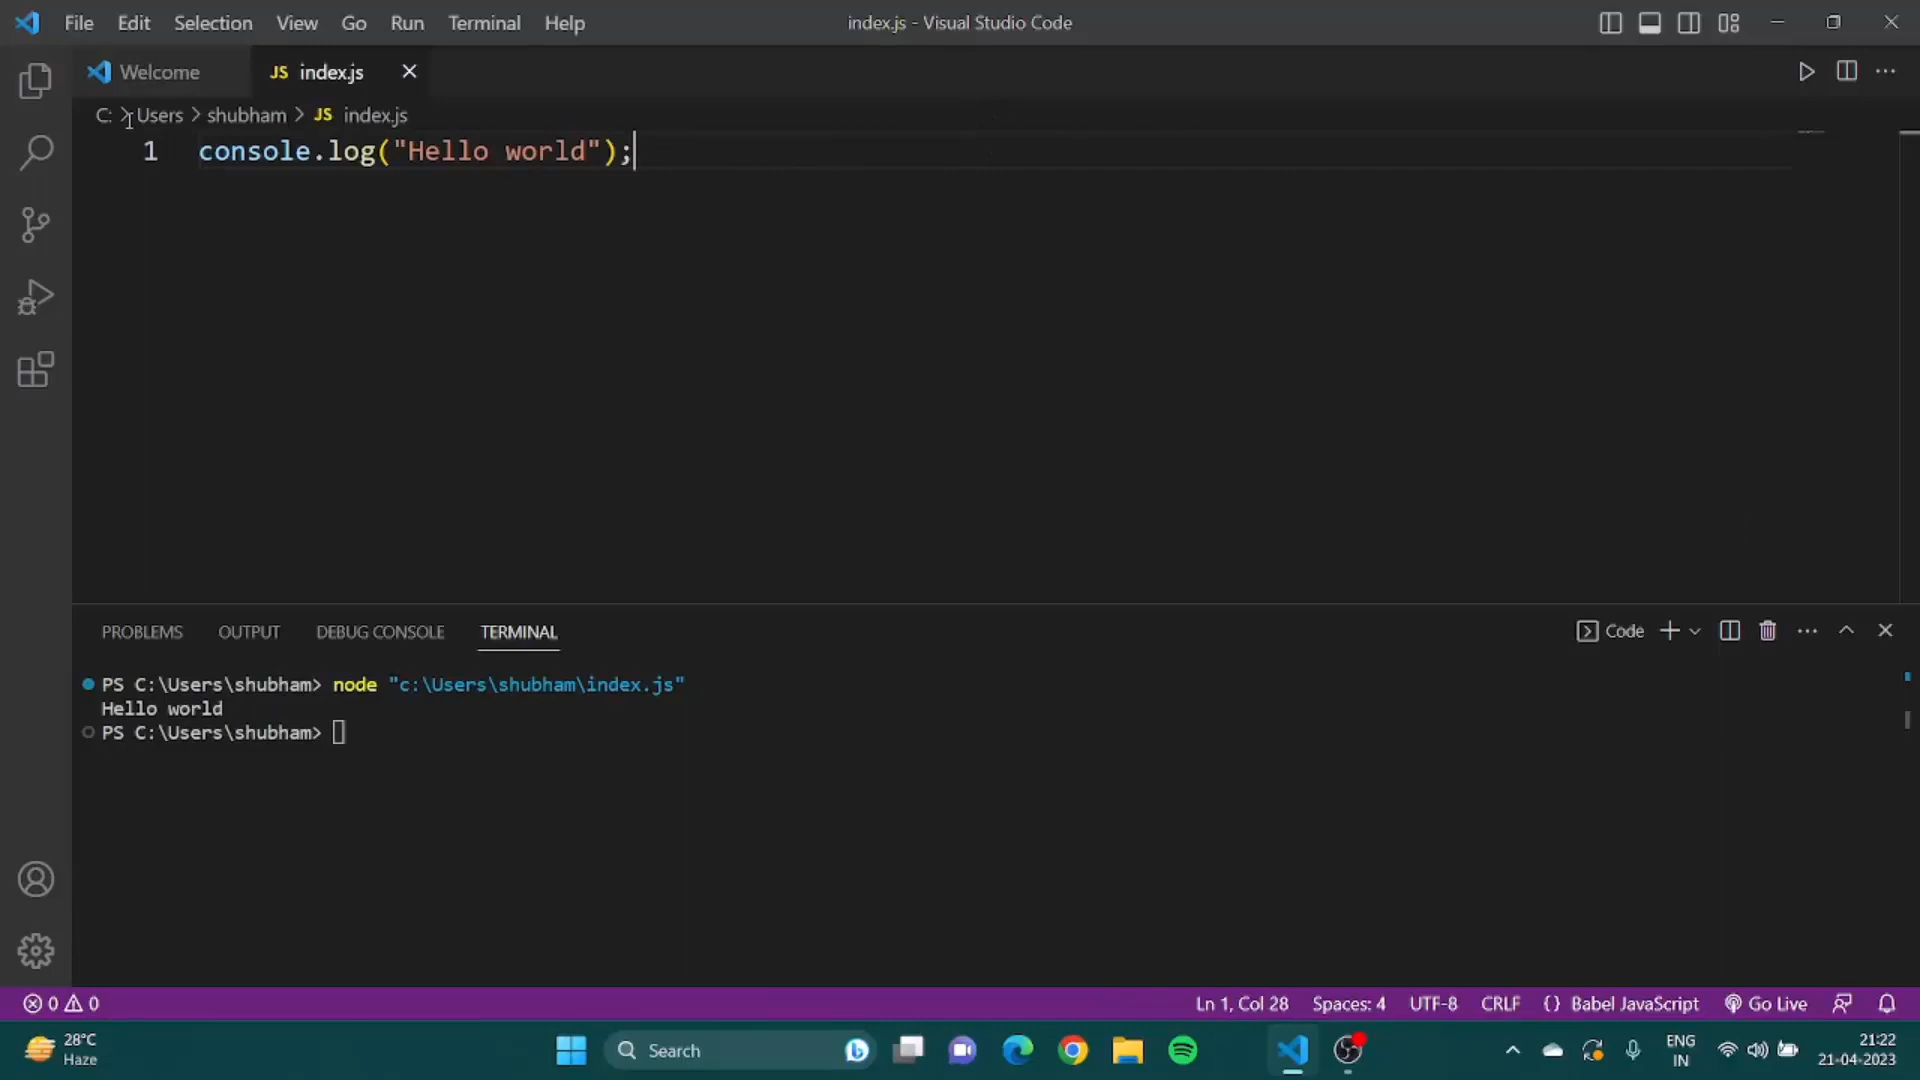 File Edit Selection View Go Run Terminal Help index.js - Visual Studio Code
Welcome JS index.js
C: > Users > shubham > JS index.js
1 console.log("Hello world");
PROBLEMS OUTPUT DEBUG CONSOLE TERMINAL Code
PS C:\Users\shubham> node "c:\Users\shubham\index.js"
Hello world
PS C:\Users\shubham>
0 0 Ln 1, Col 28 Spaces: 4 UTF-8 CRLF {} Babel JavaScript Go Live
28°C
Haze
Search
ENG
IN
21:22
21-04-2023